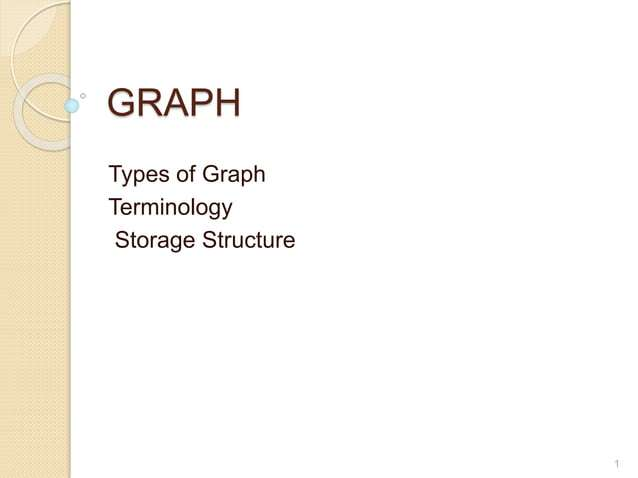 GRAPH
Types of Graph
Terminology
Storage Structure
1